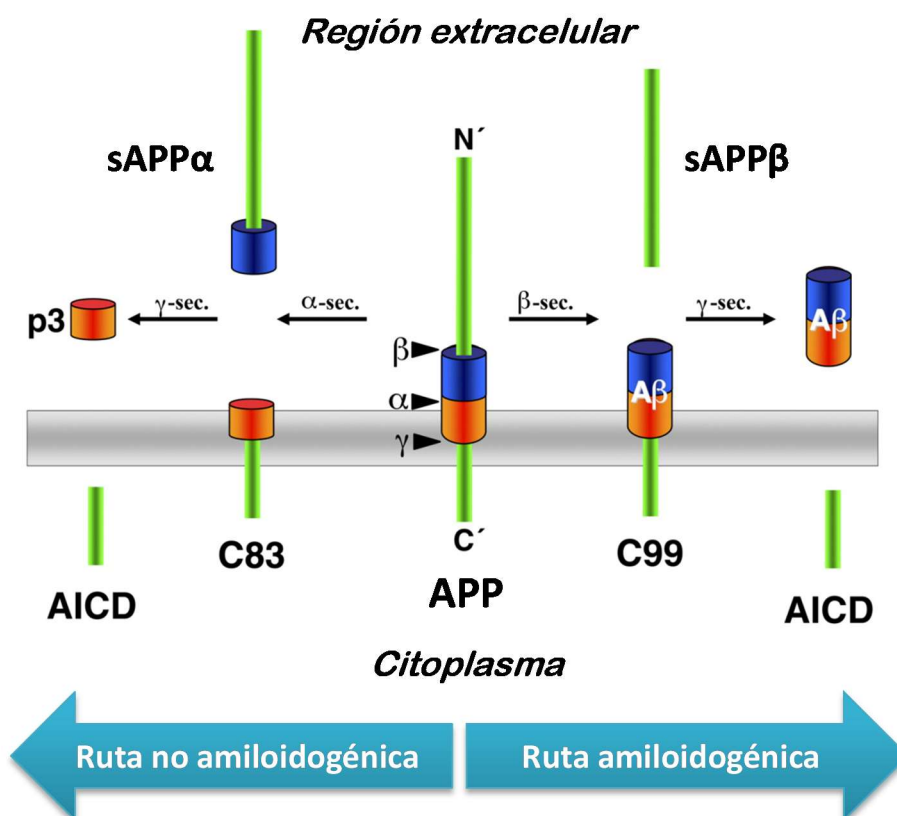 Región extracelular
N´
sAPPα
sAPPβ
p3
γ-sec.
α-sec.
β-sec.
γ-sec.
Aβ
β
α
γ
Aβ
C83
C´
C99
AICD
APP
AICD
Citoplasma
Ruta no amiloidogénica
Ruta amiloidogénica